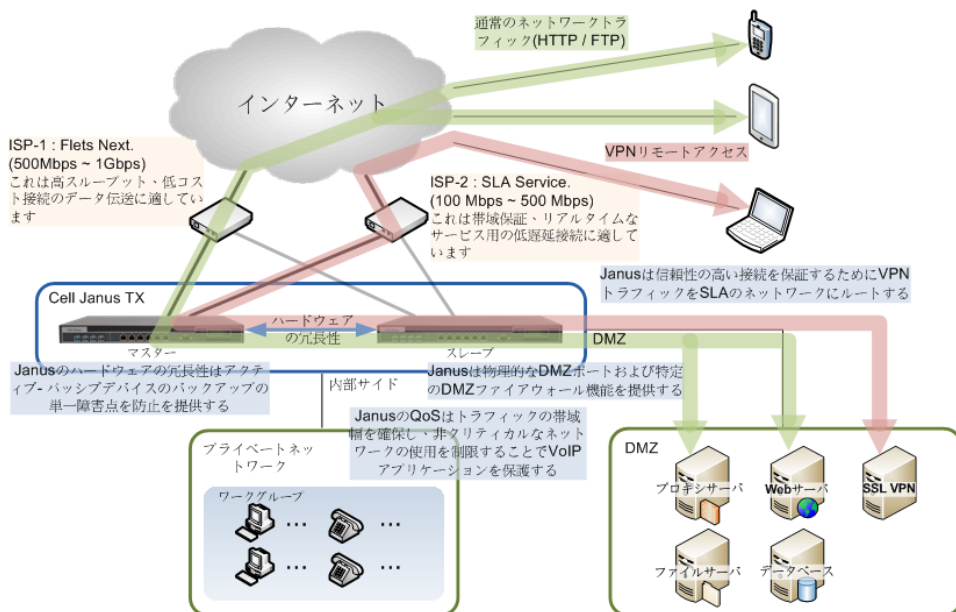 通常のネットワークトラ
フィック(HTTP / FTP)
インターネット
ISP-1 : Flets Next.
(500Mbps ~ 1Gbps)
これは高スループット、低コス
ト接続のデータ伝送に適してい
ます
VPNリモートアクセス
ISP-2 : SLA Service.
(100 Mbps ~ 500 Mbps)
これは帯域保証、リアルタイムな
サービス用の低遅延接続に適して
います
Janusは信頼性の高い接続を保証するためにVPN
トラフィックをSLAのネットワークにルートする
Cell Janus TX
ハードウェア
の冗長性
マスター
スレーブ
DMZ
Janusのハードウェアの冗長性はアクティ
ブ- パッシブデバイスのバックアップの
単一障害点を防止を提供する
内部サイド
Janusは物理的なDMZポートおよび特定
のDMZファイアウォール機能を提供する
JanusのQoSはトラフィックの帯域
幅を確保し、非クリティカルなネット
ワークの使用を制限することでVoIP
アプリケーションを保護する
プライベートネッ
トワーク
ワークグループ
... ...
... ...
DMZ
プロキシサーバ
Webサーバ
SSL VPN
ファイルサーバ
データベース